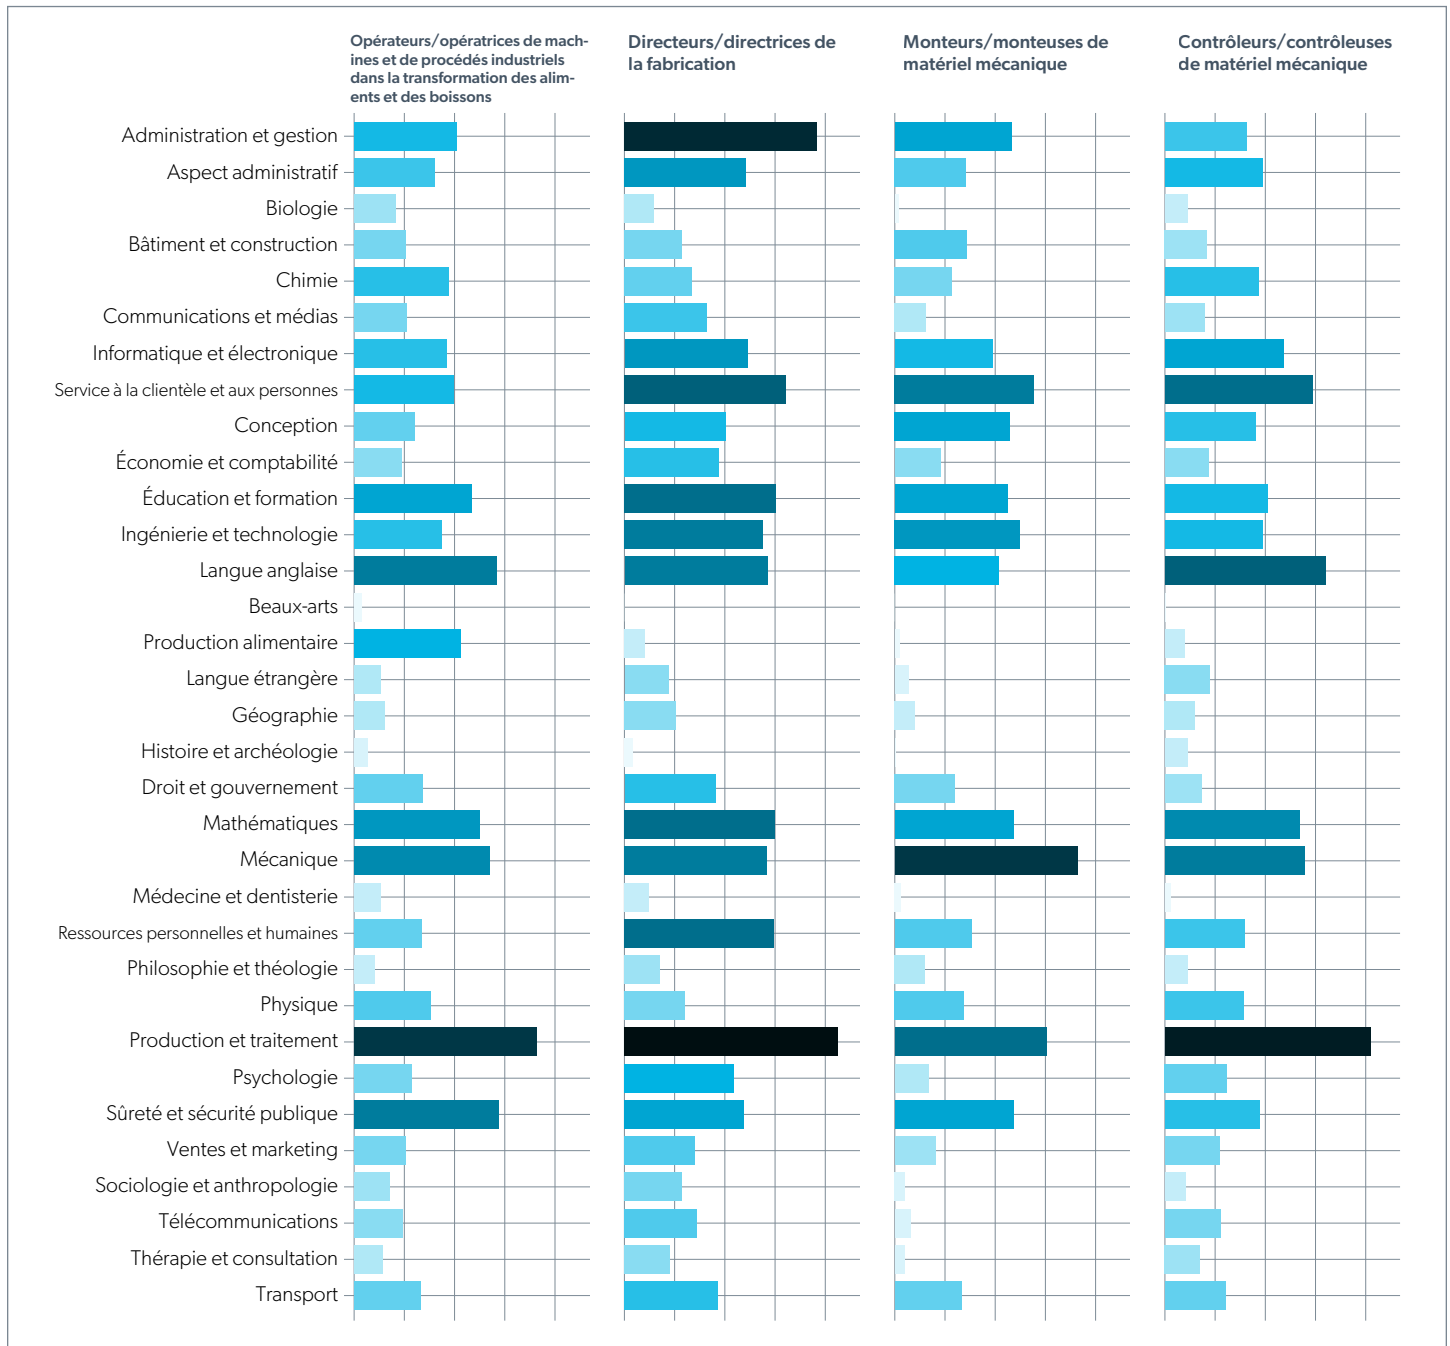 Opérateurs/opératrices de mach-
ines et de procédés industriels
dans la transformation des alim-
ents et des boissons
Directeurs/directrices de
la fabrication
Monteurs/monteuses de
matériel mécanique
Contrôleurs/contrôleuses
de matériel mécanique
Administration et gestion
Aspect administratif
Biologie
Bâtiment et construction
Chimie
Communications et médias
Informatique et électronique
Service à la clientèle et aux personnes
Conception
Économie et comptabilité
Éducation et formation
Ingénierie et technologie
Langue anglaise
Beaux-arts
Production alimentaire
Langue étrangère
Géographie
Histoire et archéologie
Droit et gouvernement
Mathématiques
Mécanique
Médecine et dentisterie
Ressources personnelles et humaines
Philosophie et théologie
Physique
Production et traitement
Psychologie
Sûreté et sécurité publique
Ventes et marketing
Sociologie et anthropologie
Télécommunications
Thérapie et consultation
Transport